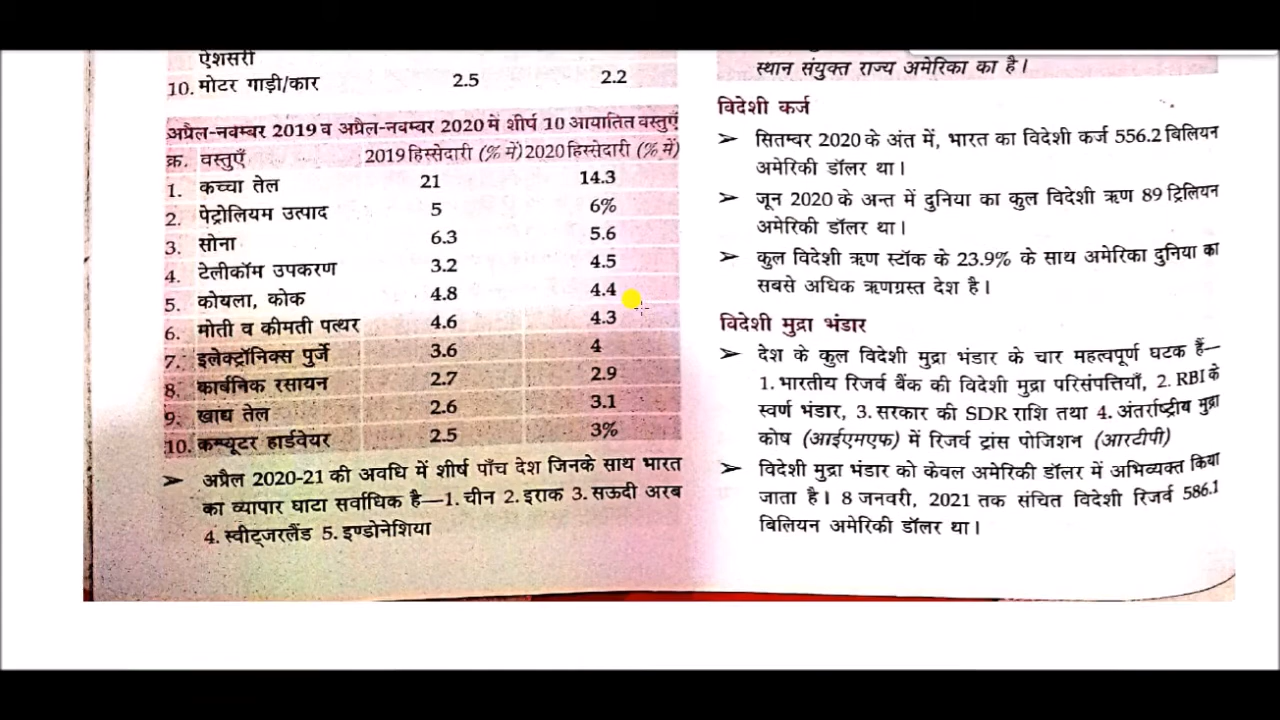 ऐशसरी
10. मोटर गाड़ी/कार 2.5 2.2
अप्रैल-नवम्बर 2019 व अप्रैल-नवम्बर 2020 में शीर्ष 10 आयातित वस्तुएँ
क्र. वस्तुएँ 2019 हिस्सेदारी (% में) 2020 हिस्सेदारी (% में)
1. कच्चा तेल 21 14.3
2. पेट्रोलियम उत्पाद 5 6%
3. सोना 6.3 5.6
4. टेलीकॉम उपकरण 3.2 4.5
5. कोयला, कोक 4.8 4.4
6. मोती व कीमती पत्थर 4.6 4.3
7. इलेक्ट्रॉनिक्स पुर्जे 3.6 4
8. कार्बनिक रसायन 2.7 2.9
9. खाद्य तेल 2.6 3.1
10. कम्प्यूटर हार्डवेयर 2.5 3%
➤ अप्रैल 2020-21 की अवधि में शीर्ष पाँच देश जिनके साथ भारत
का व्यापार घाटा सर्वाधिक है—1. चीन 2. इराक 3. सऊदी अरब
4. स्वीट्जरलैंड 5. इण्डोनेशिया
स्थान संयुक्त राज्य अमेरिका का है।
विदेशी कर्ज
➤ सितम्बर 2020 के अंत में, भारत का विदेशी कर्ज 556.2 बिलियन
अमेरिकी डॉलर था।
➤ जून 2020 के अन्त में दुनिया का कुल विदेशी ऋण 89 ट्रिलियन
अमेरिकी डॉलर था।
➤ कुल विदेशी ऋण स्टॉक के 23.9% के साथ अमेरिका दुनिया का
सबसे अधिक ऋणग्रस्त देश है।
विदेशी मुद्रा भंडार
➤ देश के कुल विदेशी मुद्रा भंडार के चार महत्वपूर्ण घटक हैं—
1. भारतीय रिजर्व बैंक की विदेशी मुद्रा परिसंपत्तियाँ, 2. RBI के
स्वर्ण भंडार, 3. सरकार की SDR राशि तथा 4. अंतर्राष्ट्रीय मुद्रा
कोष (आईएमएफ) में रिजर्व ट्रांस पोजिशन (आरटीपी)
➤ विदेशी मुद्रा भंडार को केवल अमेरिकी डॉलर में अभिव्यक्त किया
जाता है। 8 जनवरी, 2021 तक संचित विदेशी रिजर्व 586.1
बिलियन अमेरिकी डॉलर था।